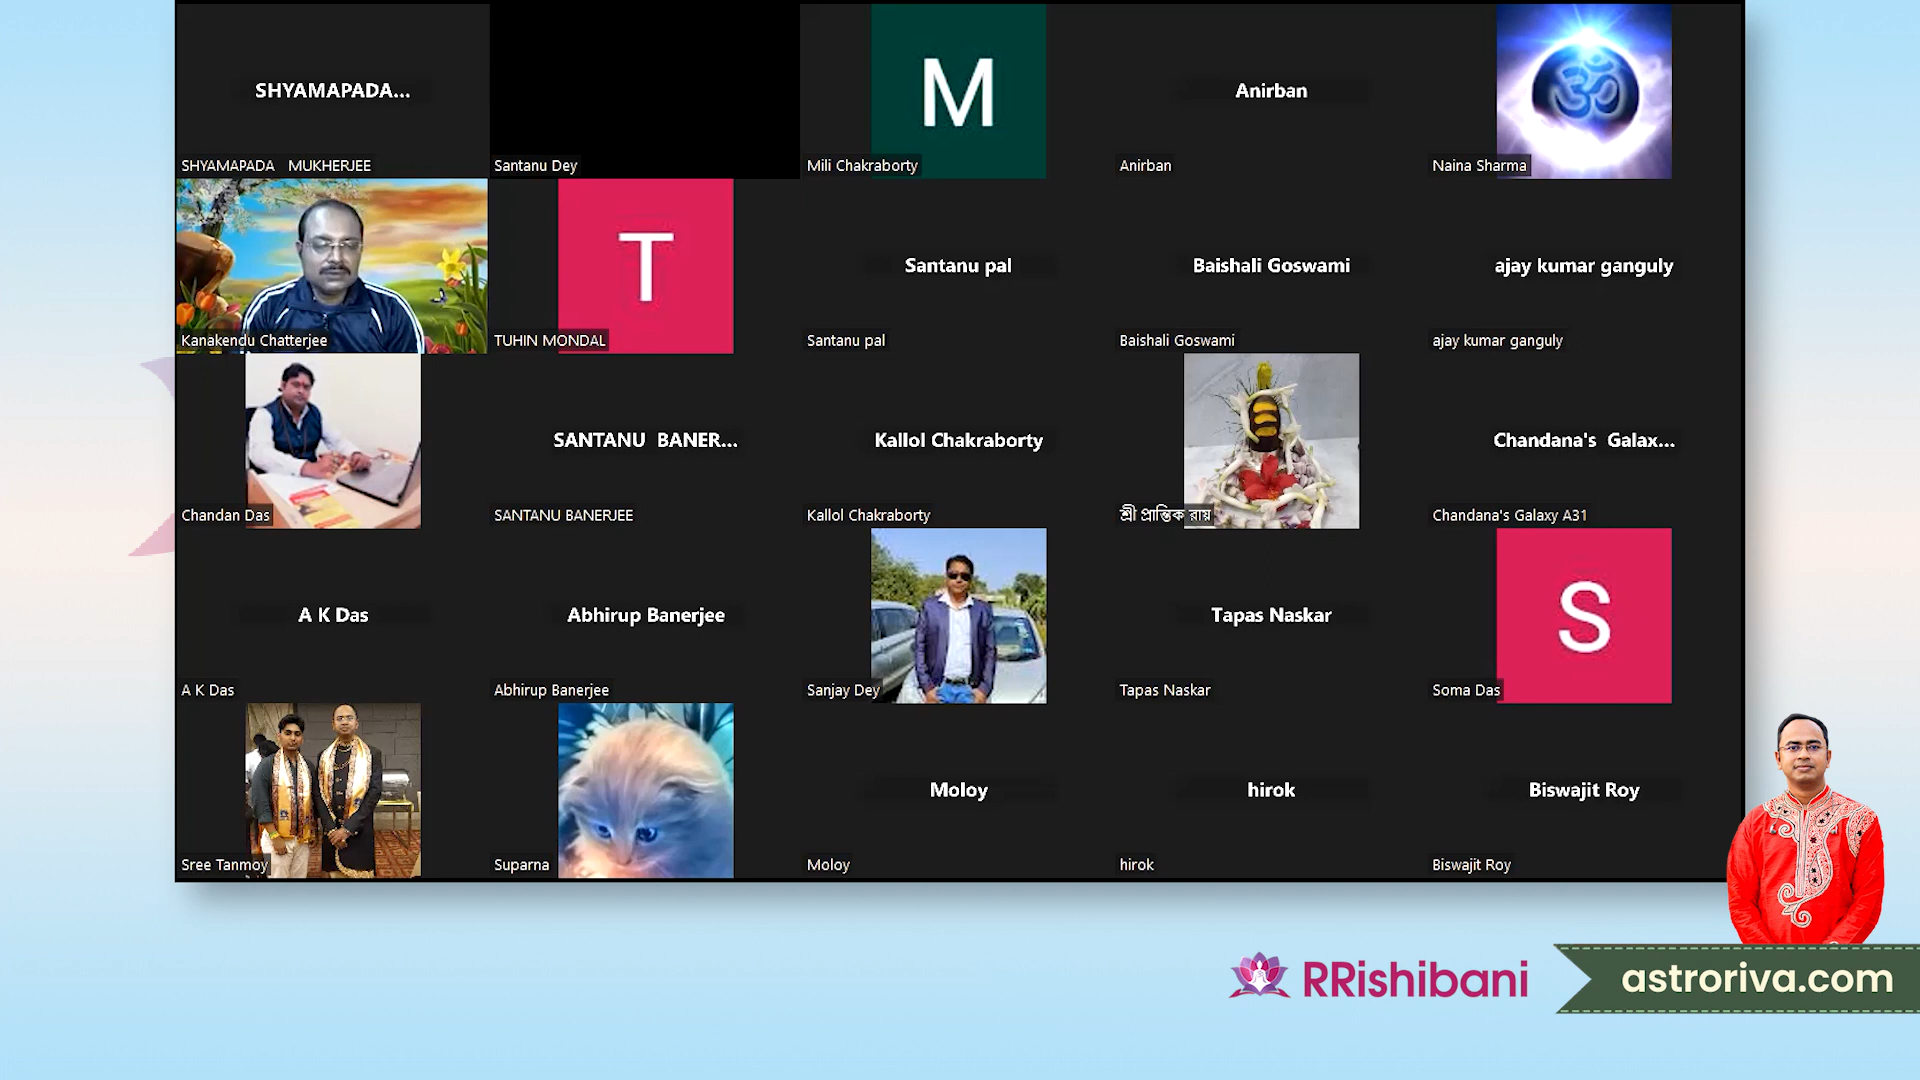 SHYAMAPADA...
M
Anirban
SHYAMAPADA MUKHERJEE
Santanu Dey
Mili Chakraborty
Anirban
Naina Sharma
T
Santanu pal
Baishali Goswami
ajay kumar ganguly
Kanakendu Chatterjee
TUHIN MONDAL
Santanu pal
Baishali Goswami
ajay kumar ganguly
SANTANU BANER...
Kallol Chakraborty
Chandana's Galax...
Chandan Das
SANTANU BANERJEE
Kallol Chakraborty
শ্রী প্রান্তিক রায়
Chandana's Galaxy A31
A K Das
Abhirup Banerjee
Tapas Naskar
S
A K Das
Abhirup Banerjee
Sanjay Dey
Tapas Naskar
Soma Das
Moloy
hirok
Biswajit Roy
Sree Tanmoy
Suparna
Moloy
hirok
Biswajit Roy
RRishibani
astroriva.com
ॐ